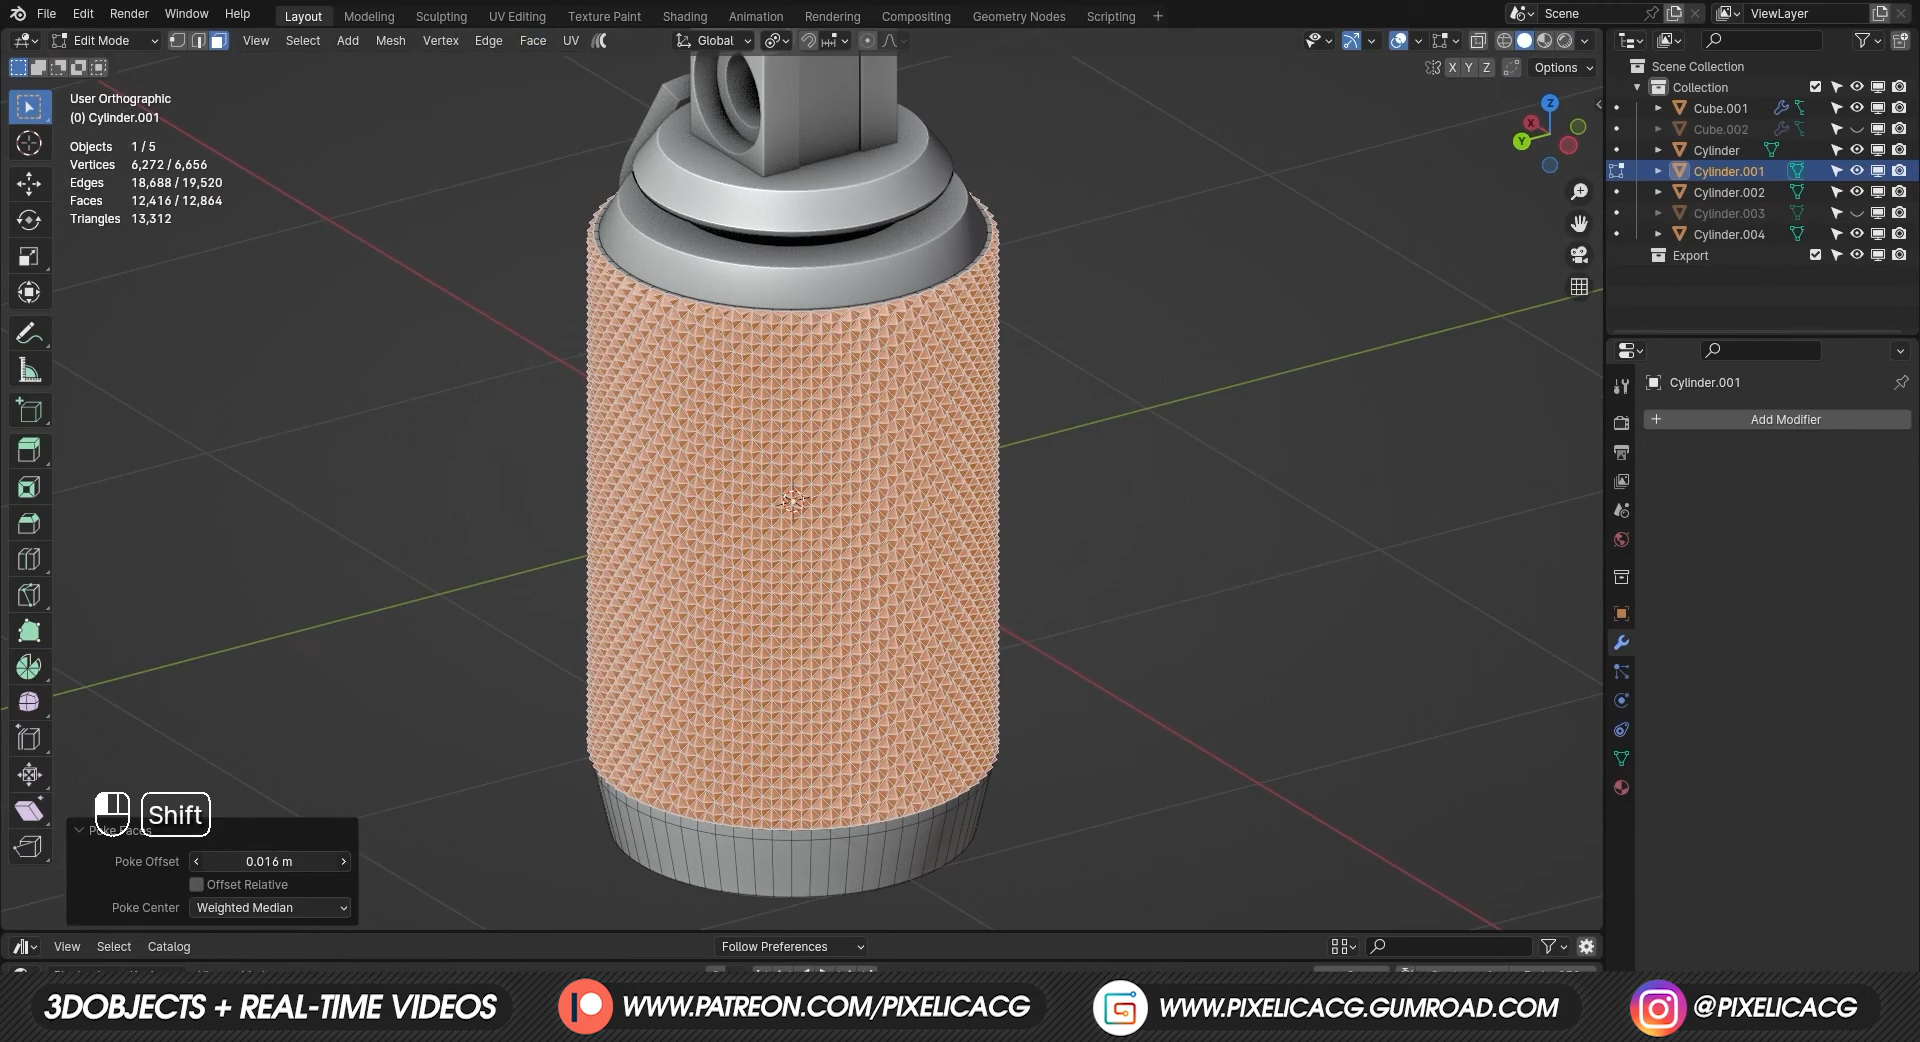 File Edit Render Window Help Layout Modeling Sculpting UV Editing Texture Paint Shading Animation Rendering Compositing Geometry Nodes Scripting + Scene ViewLayer
Edit Mode View Select Add Mesh Vertex Edge Face UV Global
X Y Z Options
User Orthographic
(0) Cylinder.001
Objects 1 / 5
Vertices 6,272 / 6,656
Edges 18,688 / 19,520
Faces 12,416 / 12,864
Triangles 13,312
Z
X
Y
Scene Collection
Collection
Cube.001
Cube.002
Cylinder
Cylinder.001
Cylinder.002
Cylinder.003
Cylinder.004
Export
Cylinder.001
+ Add Modifier
Shift
Poke Faces
Poke Offset 0.016 m
Offset Relative
Poke Center Weighted Median
View Select Catalog Follow Preferences
3DOBJECTS + REAL-TIME VIDEOS WWW.PATREON.COM/PIXELICACG WWW.PIXELICACG.GUMROAD.COM @PIXELICACG